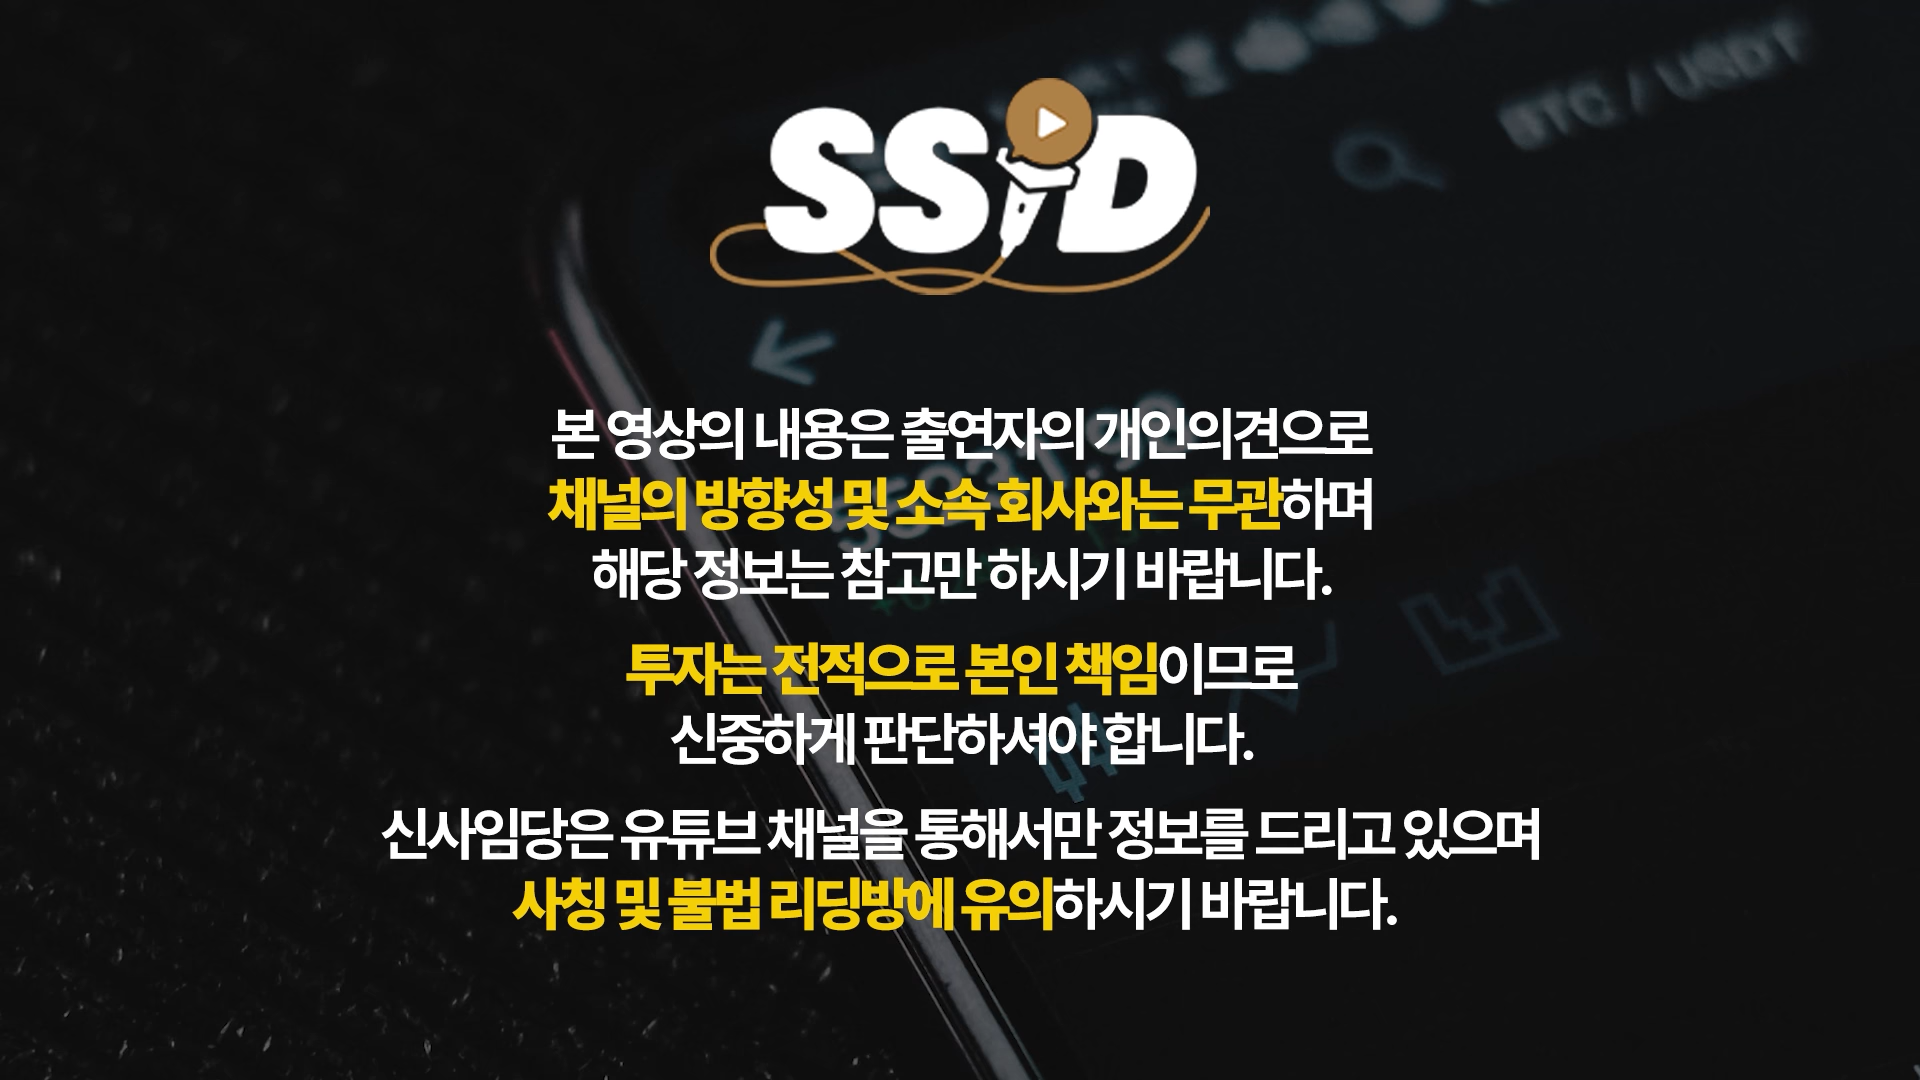 SSiD
BTC / USDT
본 영상의 내용은 출연자의 개인의견으로
채널의 방향성 및 소속 회사와는 무관하며
해당 정보는 참고만 하시기 바랍니다.
투자는 전적으로 본인 책임이므로
신중하게 판단하셔야 합니다.
신사임당은 유튜브 채널을 통해서만 정보를 드리고 있으며
사칭 및 불법 리딩방에 유의하시기 바랍니다.